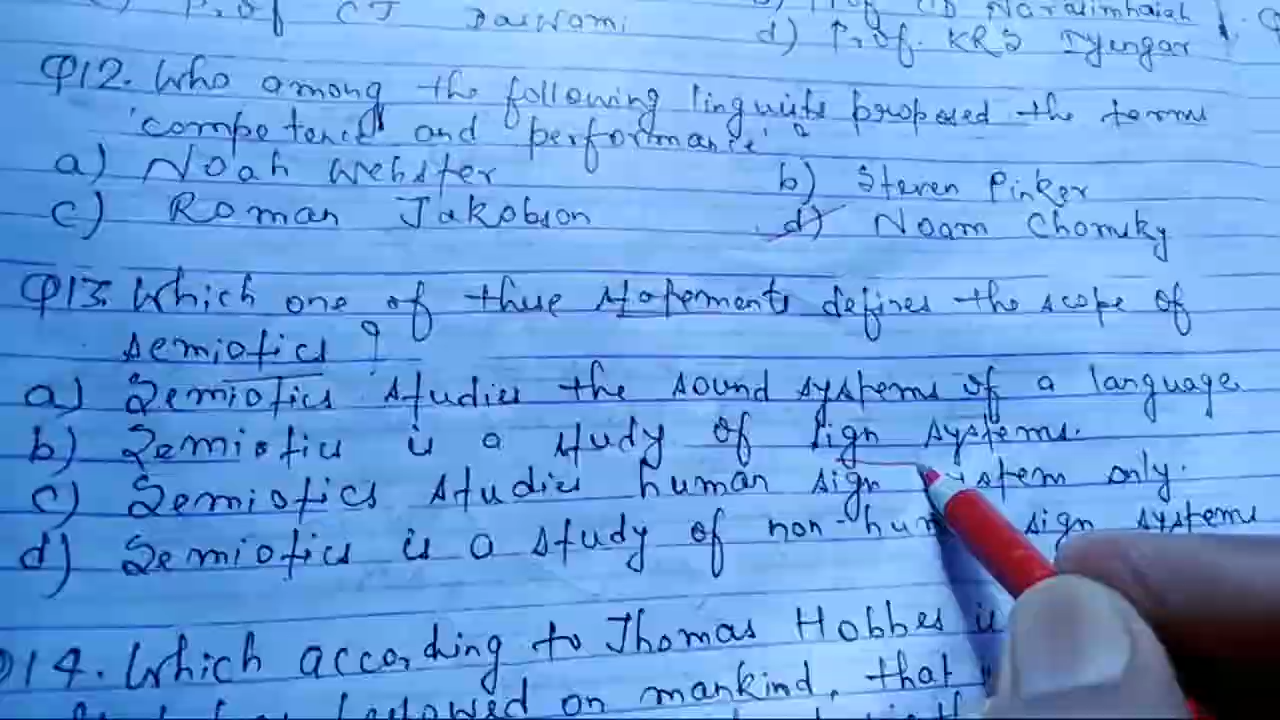 Prof CJ Daswami
d) Prof. KRS Iyengar
Q12. Who among the following linguists proposed the terms
'competence and performance'?
a) Noah Webster b) Steven Pinker
c) Roman Jakobson d) Noam Chomsky
Q13. Which one of these statements defines the scope of
semiotics?
a) Semiotics studies the sound systems of a language
b) Semiotics is a study of sign systems.
c) Semiotics studies human sign system only.
d) Semiotics is a study of non-human sign systems
Q14. Which according to Thomas Hobbes is
on mankind, that